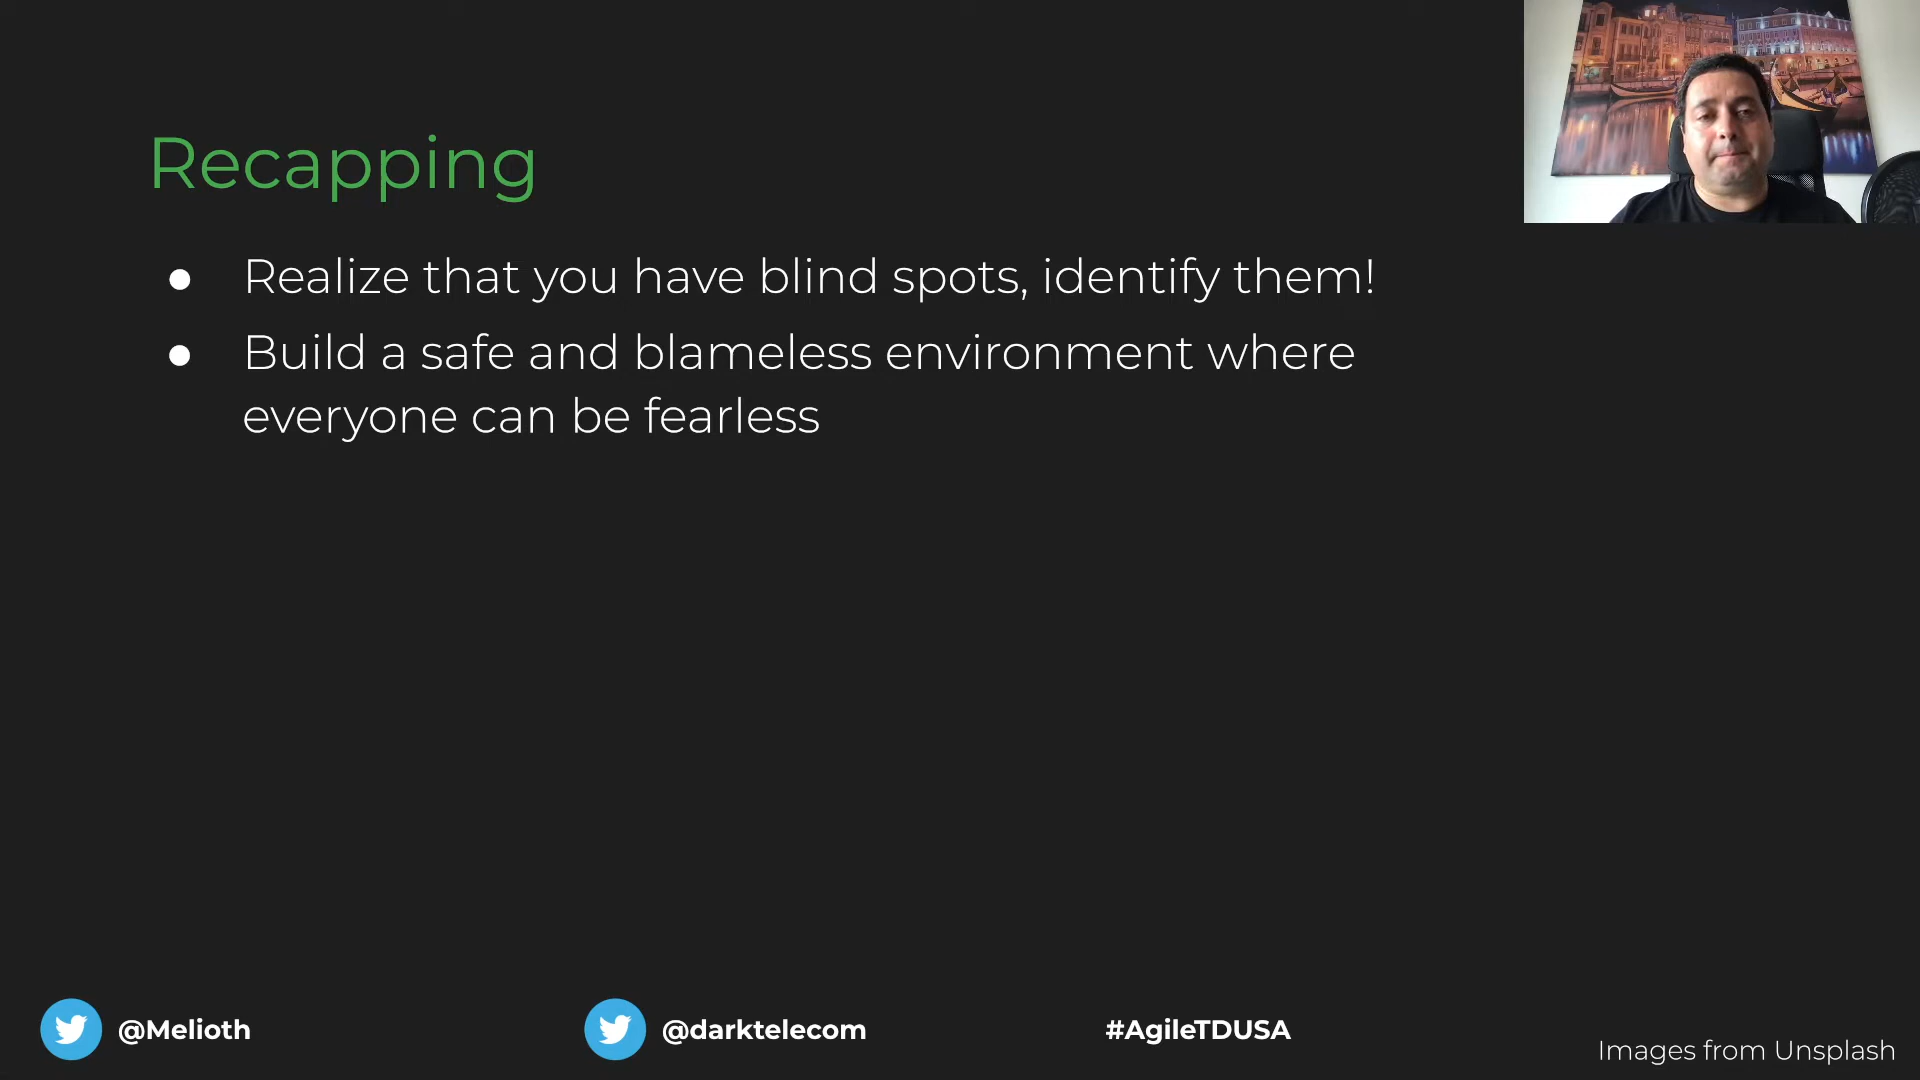 Recapping
● Realize that you have blind spots, identify them!
● Build a safe and blameless environment where
everyone can be fearless
@Melioth
@darktelecom
#AgileTDUSA
Images from Unsplash